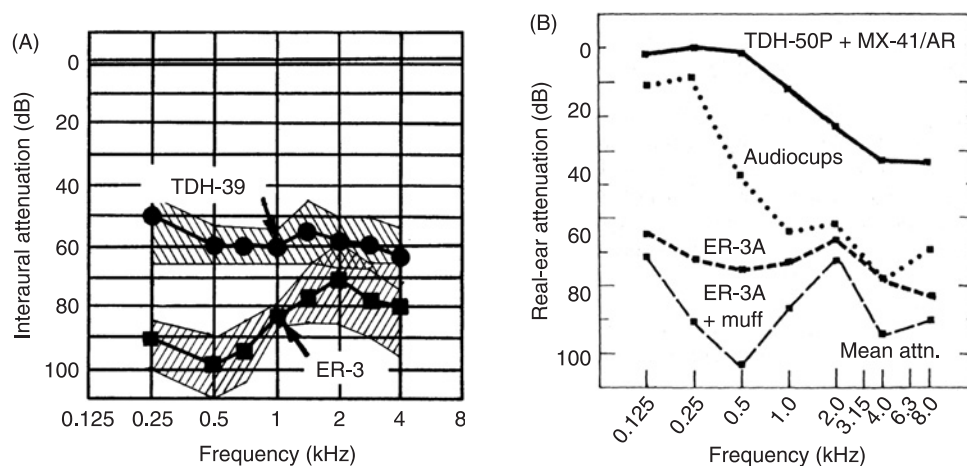 (A)
Interaural attenuation (dB)
0
20
40
60
80
100
TDH-39
ER-3
0.125 0.25 0.5 1 2 4 8
Frequency (kHz)
(B)
Real-ear attenuation (dB)
0
20
40
60
80
100
TDH-50P + MX-41/AR
Audiocups
ER-3A
ER-3A
+ muff
Mean attn.
0.125 0.25 0.5 1.0 2.0 3.15 4.0 6.3 8.0
Frequency (kHz)